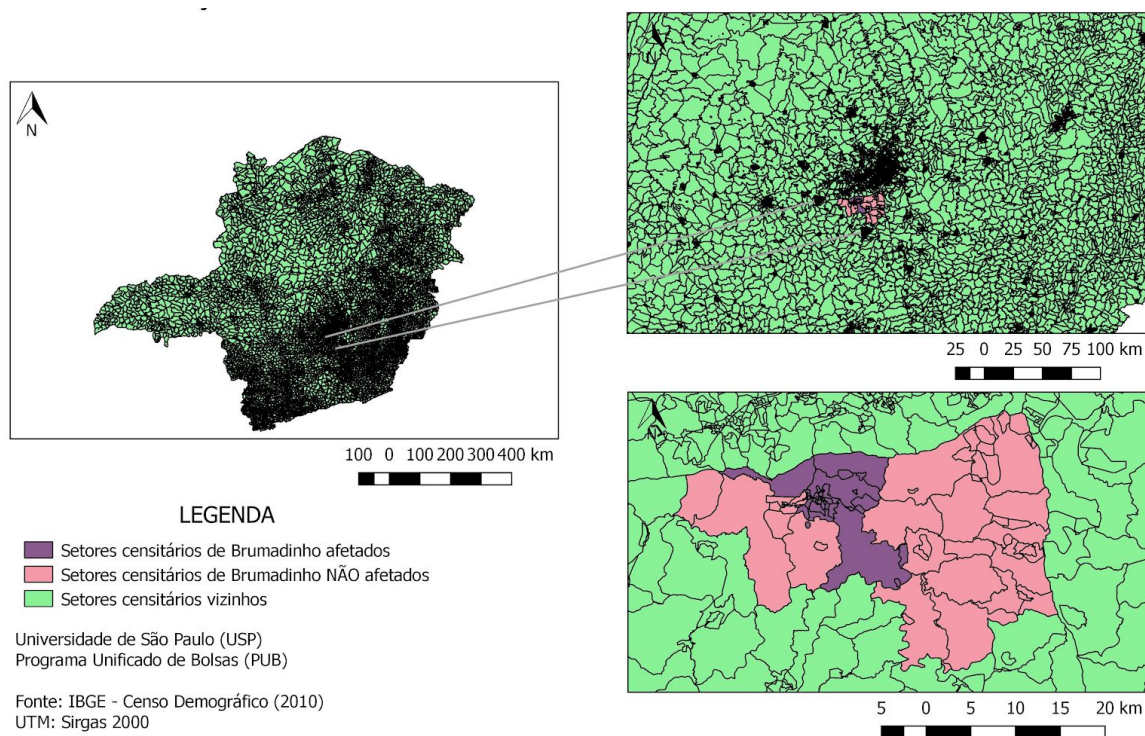 N
100 0 100 200 300 400 km
25 0 25 50 75 100 km
5 0 5 10 15 20 km
LEGENDA
Setores censitários de Brumadinho afetados
Setores censitários de Brumadinho NÃO afetados
Setores censitários vizinhos
Universidade de São Paulo (USP)
Programa Unificado de Bolsas (PUB)
Fonte: IBGE - Censo Demográfico (2010)
UTM: Sirgas 2000